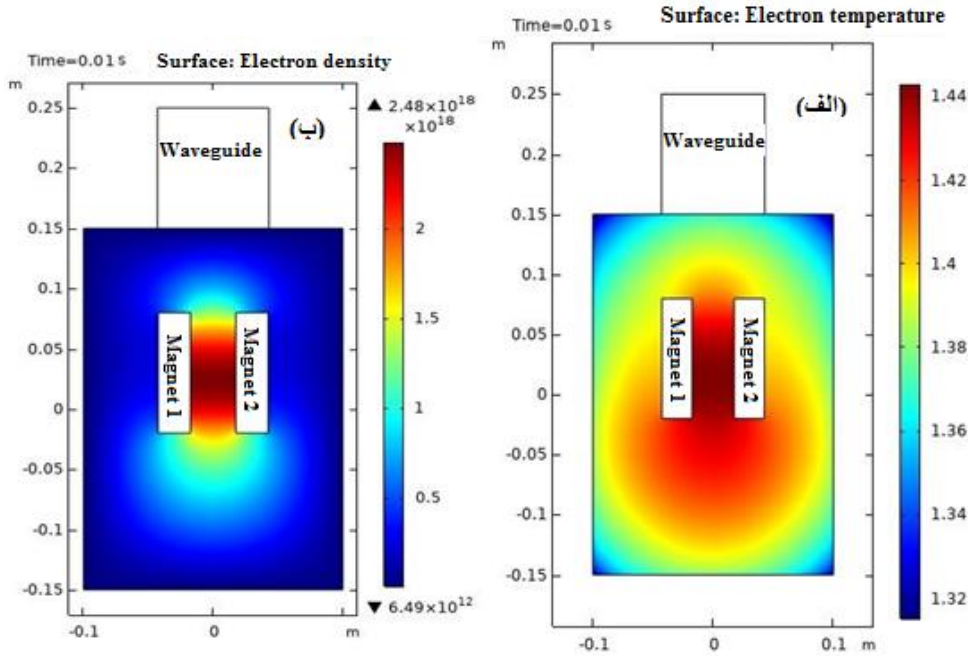 Surface: Electron density
Time=0.01 s
m
(ب)
▲ 2.48×10¹⁸
×10¹⁸
0.25
0.2
0.15
0.1
0.05
0
-0.05
-0.1
-0.15
Waveguide
Magnet 1
Magnet 2
2
1.5
1
0.5
▼ 6.49×10¹²
-0.1
0
m
Surface: Electron temperature
Time=0.01 s
m
(الف)
0.25
0.2
0.15
0.1
0.05
0
-0.05
-0.1
-0.15
Waveguide
Magnet 1
Magnet 2
1.44
1.42
1.4
1.38
1.36
1.34
1.32
-0.1
0
0.1
m